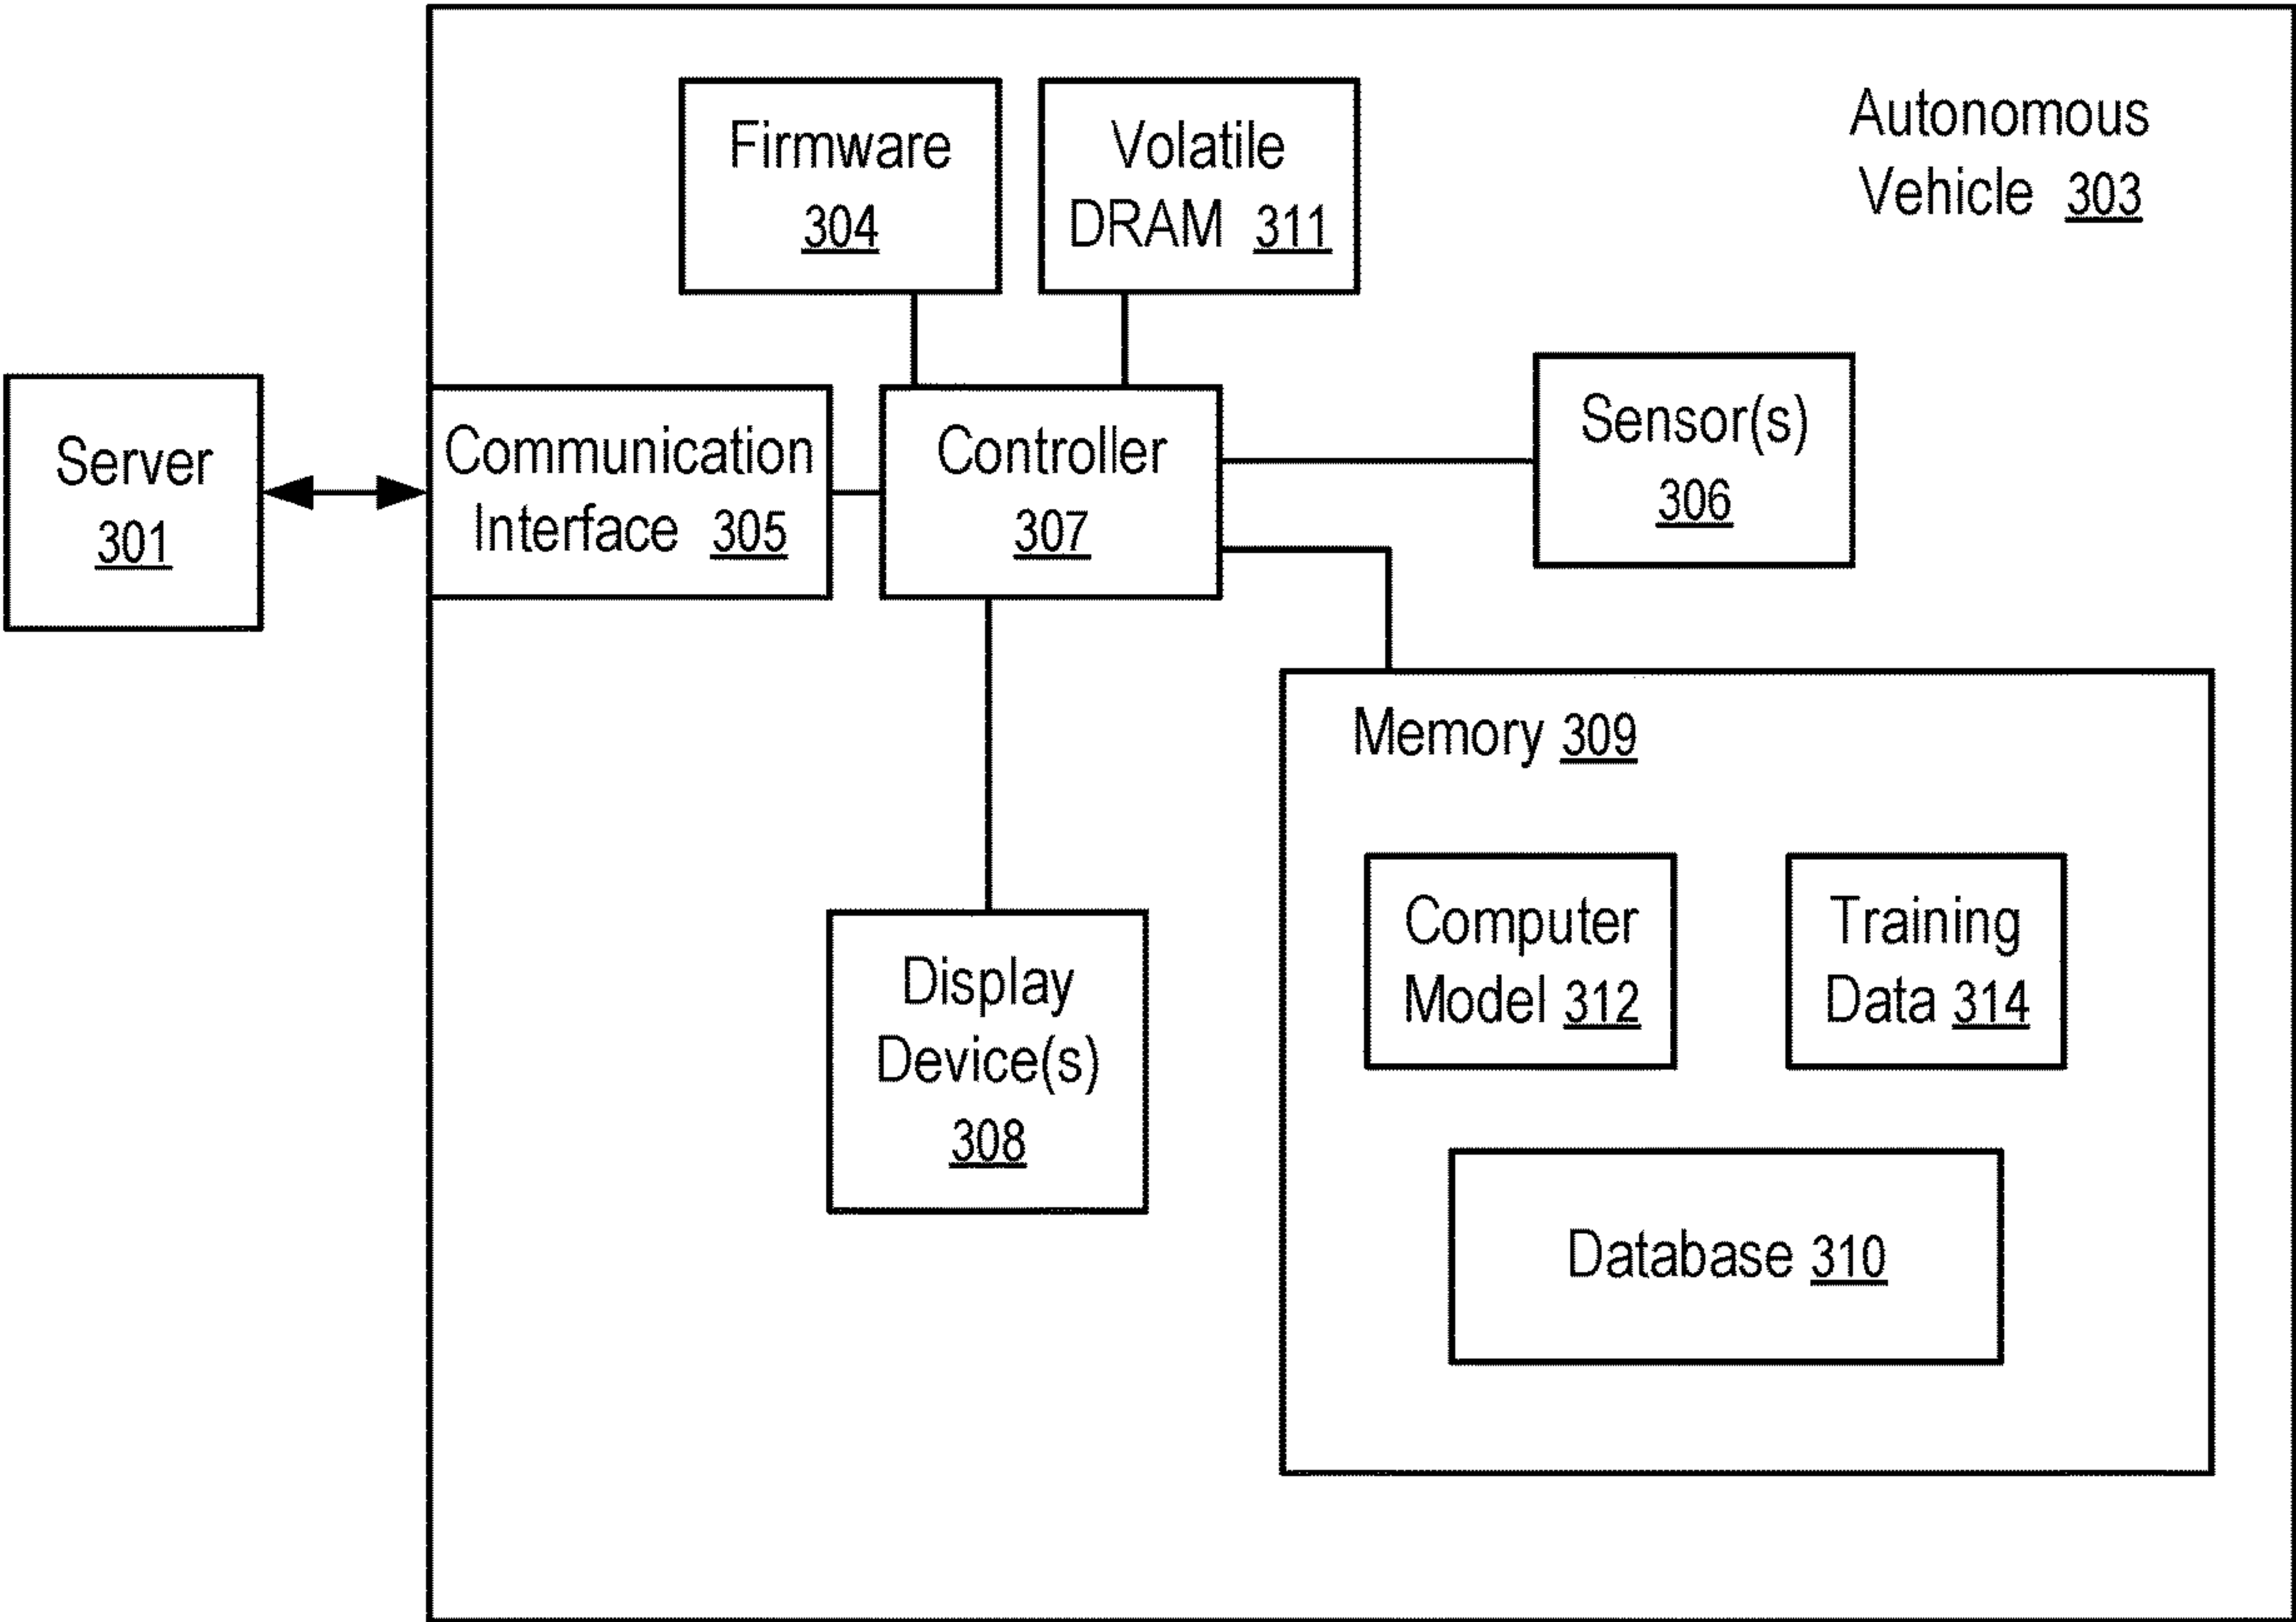 Firmware
304
Volatile
DRAM 311
Autonomous
Vehicle 303
Server
301
Communication
Interface 305
Controller
307
Sensor(s)
306
Memory 309
Computer
Model 312
Training
Data 314
Display
Device(s)
308
Database 310